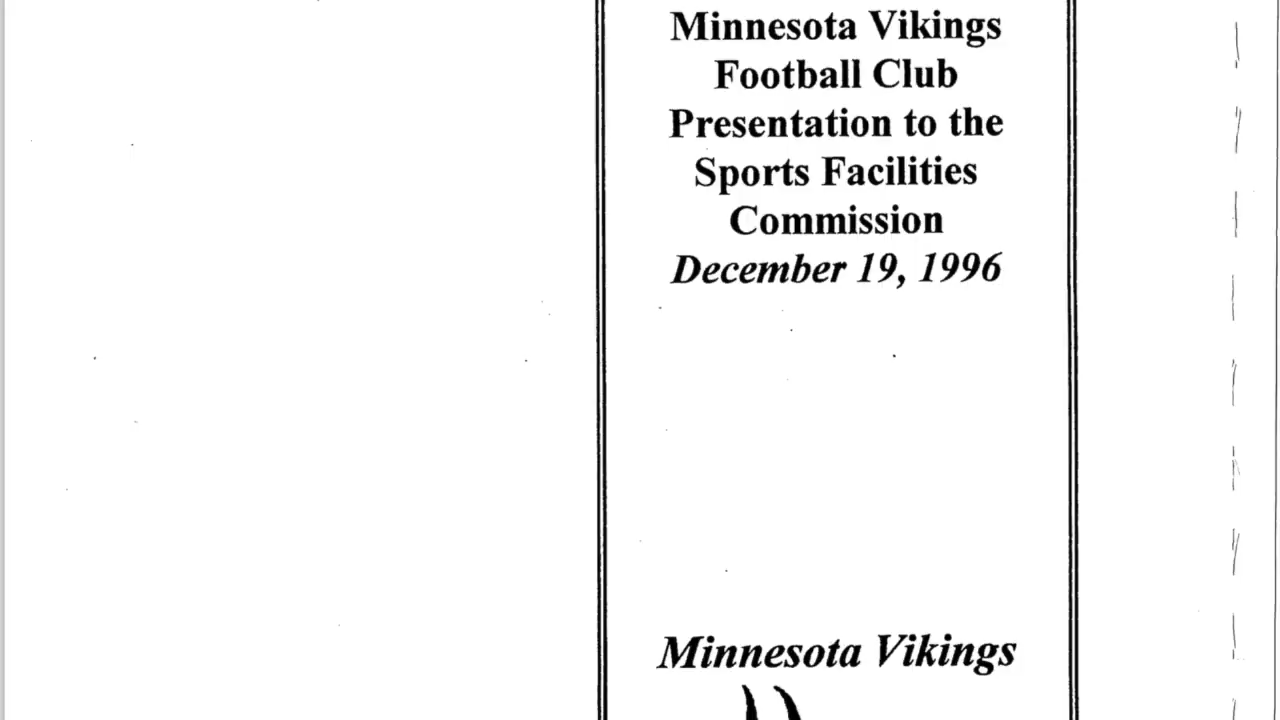 Minnesota Vikings
Football Club
Presentation to the
Sports Facilities
Commission
December 19, 1996
Minnesota Vikings